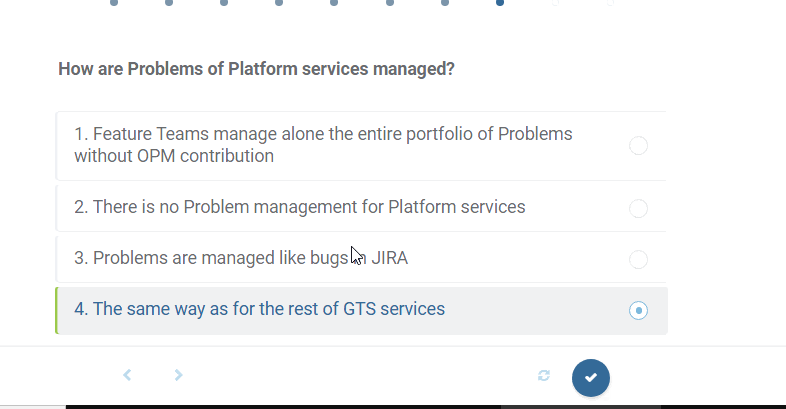 How are Problems of Platform services managed?
1. Feature Teams manage alone the entire portfolio of Problems
without OPM contribution
2. There is no Problem management for Platform services
3. Problems are managed like bugs in JIRA
4. The same way as for the rest of GTS services